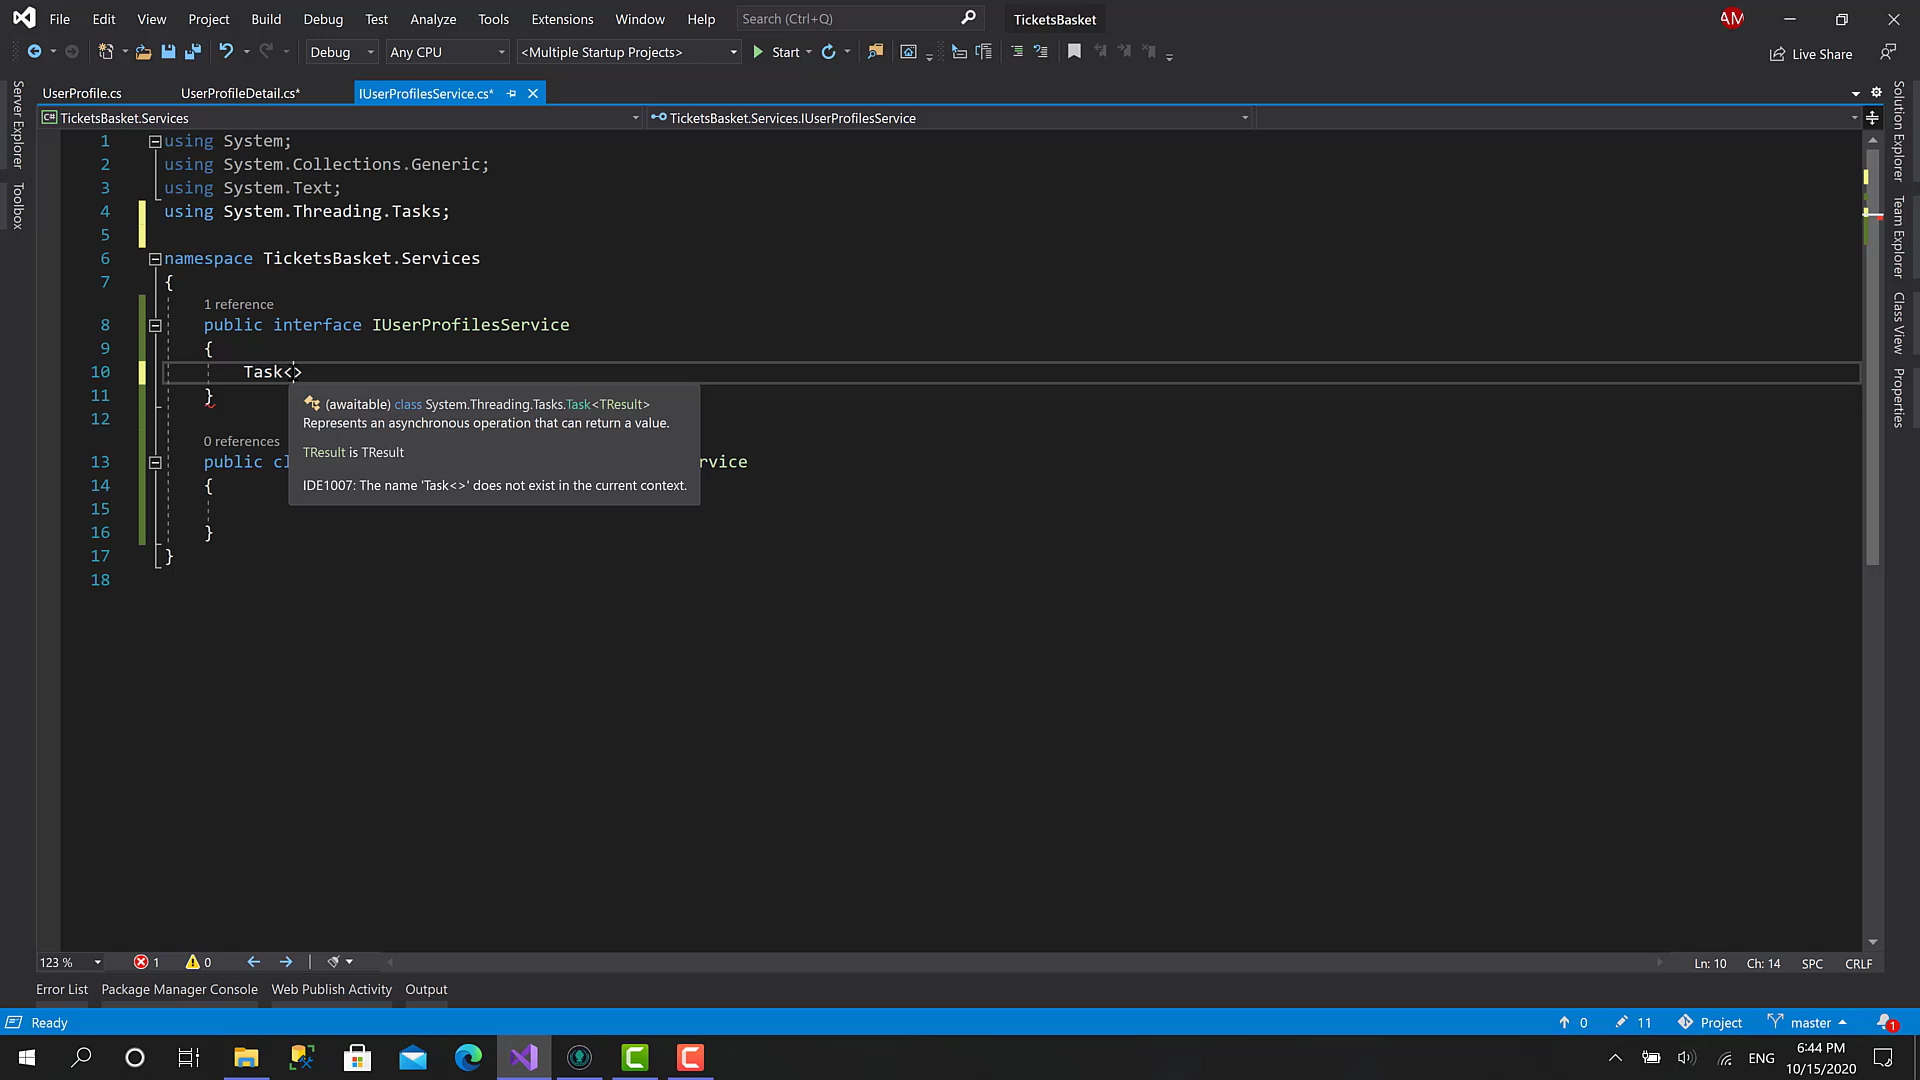 File Edit View Project Build Debug Test Analyze Tools Extensions Window Help Search (Ctrl+Q) TicketsBasket AM
Debug Any CPU <Multiple Startup Projects> Start Live Share
UserProfile.cs UserProfileDetail.cs* IUserProfilesService.cs*
C# TicketsBasket.Services TicketsBasket.Services.IUserProfilesService
Server Explorer
Toolbox
Solution Explorer
Team Explorer
Class View
Properties
1 using System;
2 using System.Collections.Generic;
3 using System.Text;
4 using System.Threading.Tasks;
5
6 namespace TicketsBasket.Services
7 {
1 reference
8 public interface IUserProfilesService
9 {
10 Task<>
11 }
(awaitable) class System.Threading.Tasks.Task<TResult>
Represents an asynchronous operation that can return a value.
TResult is TResult
IDE1007: The name 'Task<>' does not exist in the current context.
12
0 references
13 public cl rvice
14 {
15
16 }
17 }
18
123 % 1 0 Ln: 10 Ch: 14 SPC CRLF
Error List Package Manager Console Web Publish Activity Output
Ready 0 11 Project master 1
ENG 6:44 PM
10/15/2020